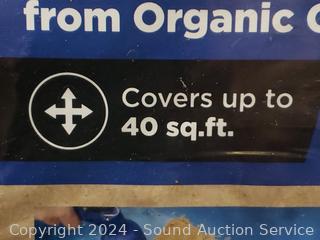 from Organic
Covers up to
40 sq.ft.
Copyright 2024 - Sound Auction Service